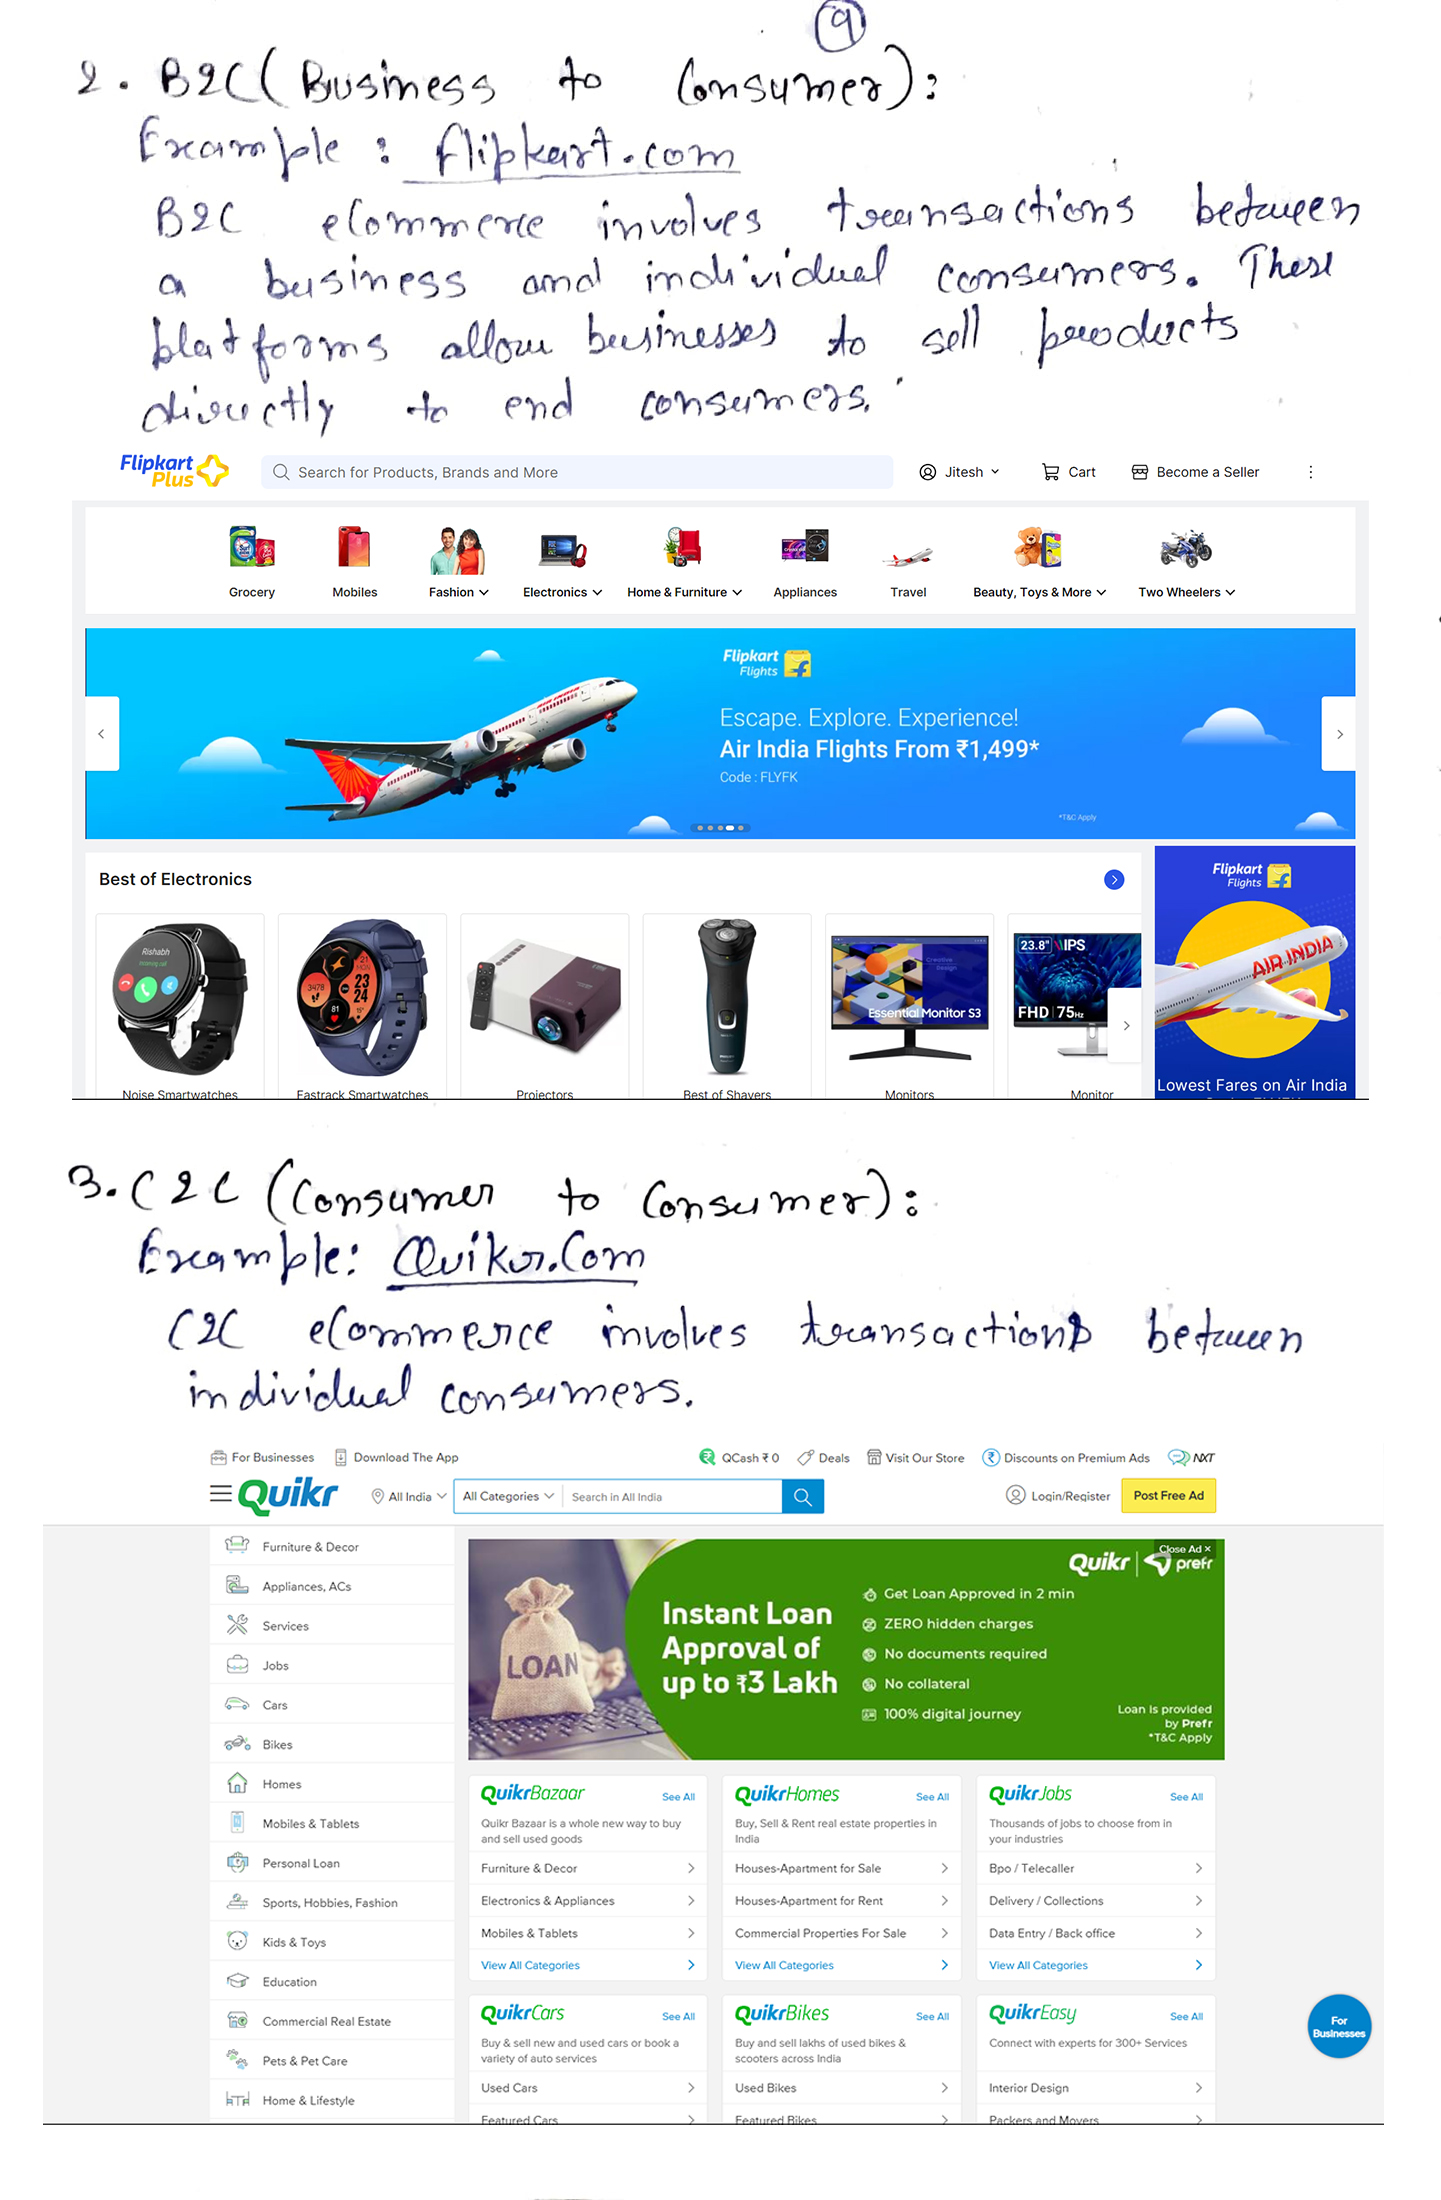 9
2. B2C (Business to Consumer):
Example: flipkart.com
B2C eCommerce involves transactions between
a business and individual consumers. These
platforms allow businesses to sell products
directly to end consumers.
Flipkart
Plus
Search for Products, Brands and More
Jitesh
Cart
Become a Seller
Grocery
Mobiles
Fashion
Electronics
Home & Furniture
Appliances
Travel
Beauty, Toys & More
Two Wheelers
Flipkart
Flights
Escape. Explore. Experience!
Air India Flights From ₹1,499*
Code : FLYFK
*T&C Apply
Best of Electronics
Rishabh
Incoming call
3478
21
MON
23
24
81
Creative
Design
Essential Monitor S3
23.8" IPS
FHD 75Hz
Noise Smartwatches
Fastrack Smartwatches
Projectors
Best of Shavers
Monitors
Monitor
Flipkart
Flights
AIR INDIA
Lowest Fares on Air India
3. C2C (Consumer to Consumer):
Example: Quikr.Com
C2C eCommerce involves transactions between
individual consumers.
For Businesses
Download The App
QCash ₹ 0
Deals
Visit Our Store
Discounts on Premium Ads
NXT
Quikr
All India
All Categories
Search in All India
Login/Register
Post Free Ad
Furniture & Decor
Appliances, ACs
Services
Jobs
Cars
Bikes
Homes
Mobiles & Tablets
Personal Loan
Sports, Hobbies, Fashion
Kids & Toys
Education
Commercial Real Estate
Pets & Pet Care
Home & Lifestyle
LOAN
Instant Loan
Approval of
up to ₹3 Lakh
Close Ad ×
Quikr | prefr
Get Loan Approved in 2 min
ZERO hidden charges
No documents required
No collateral
100% digital journey
Loan is provided
by Prefr
*T&C Apply
QuikrBazaar
See All
Quikr Bazaar is a whole new way to buy
and sell used goods
Furniture & Decor
Electronics & Appliances
Mobiles & Tablets
View All Categories
QuikrHomes
See All
Buy, Sell & Rent real estate properties in
India
Houses-Apartment for Sale
Houses-Apartment for Rent
Commercial Properties For Sale
View All Categories
QuikrJobs
See All
Thousands of jobs to choose from in
your industries
Bpo / Telecaller
Delivery / Collections
Data Entry / Back office
View All Categories
QuikrCars
See All
Buy & sell new and used cars or book a
variety of auto services
Used Cars
Featured Cars
QuikrBikes
See All
Buy and sell lakhs of used bikes &
scooters across India
Used Bikes
Featured Bikes
QuikrEasy
See All
Connect with experts for 300+ Services
Interior Design
Packers and Movers
For
Businesses